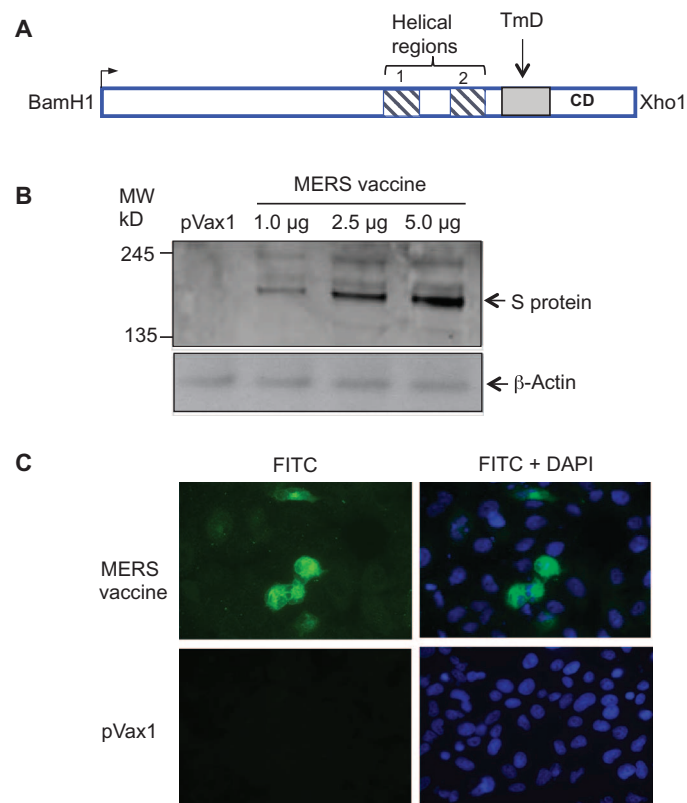 A
Helical
regions
TmD
1 2
BamH1
CD
Xho1
B
MW
kD
MERS vaccine
pVax1 1.0 µg 2.5 µg 5.0 µg
245
S protein
135
β-Actin
C
FITC FITC + DAPI
MERS
vaccine
pVax1